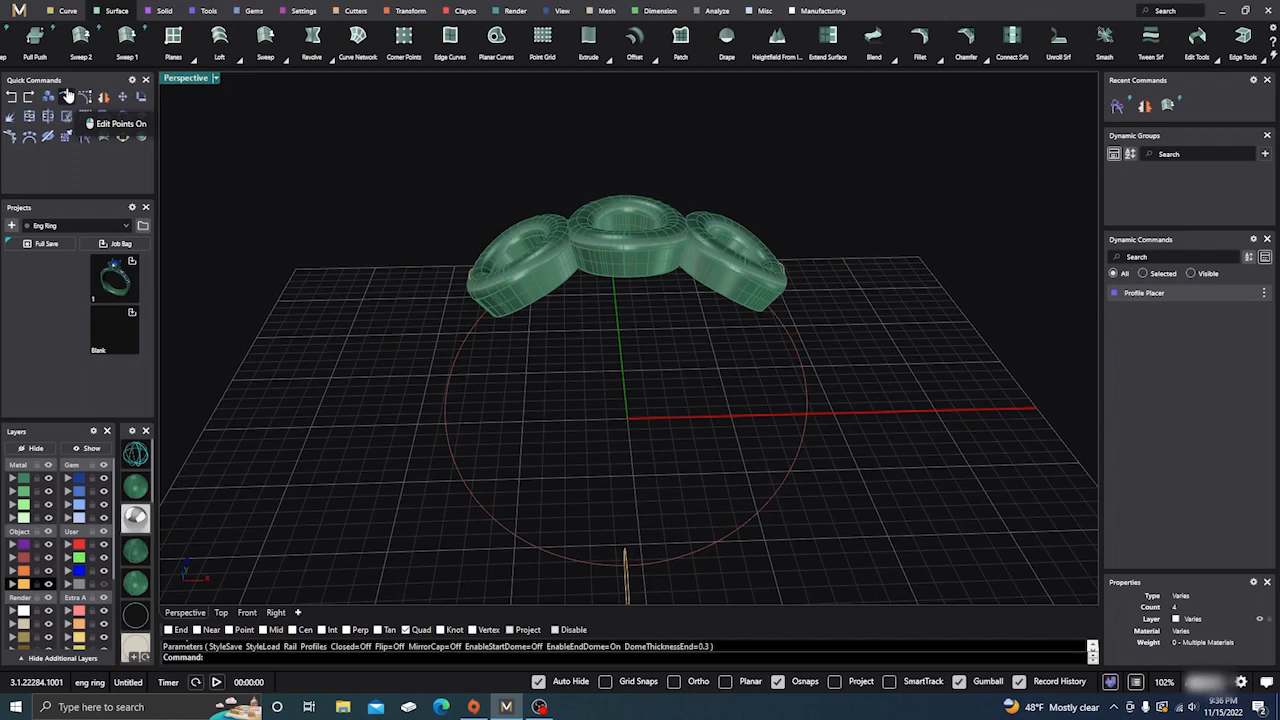 Curve Surface Solid Tools Gems Settings Cutters Transform Clayoo Render View Mesh Dimension Analyze Misc Manufacturing Search
Pull Push Sweep 2 Sweep 1 Planes Loft Sweep Revolve Curve Network Corner Points Edge Curves Planar Curves Point Grid Extrude Offset Patch Drape Heightfield From I... Extend Surface Blend Fillet Chamfer Connect Srfs Unroll Srf Smash Tween Srf Edit Tools Edge Tools
Quick Commands
Perspective
Recent Commands
Edit Points On
Dynamic Groups
Search
Projects
Eng Ring
Full Save Job Bag
1
Blank
Dynamic Commands
Search
All Selected Visible
Profile Placer
Layers
Hide Show
Metal Gem
Object User
Render Extra A
Hide Additional Layers
z
y
x
Properties
Type Varies
Count 4
Layer Varies
Material Varies
Weight 0 - Multiple Materials
Perspective Top Front Right
End Near Point Mid Cen Int Perp Tan Quad Knot Vertex Project Disable
Parameters ( StyleSave StyleLoad Rail Profiles Closed=Off Flip=Off MirrorCap=Off EnableStartDome=Off EnableEndDome=On DomeThicknessEnd=0.3 )
Command:
3.1.22284.1001 eng ring Untitled Timer 00:00:00 Auto Hide Grid Snaps Ortho Planar Osnaps Project SmartTrack Gumball Record History 102%
Type here to search 48°F Mostly clear 9:36 PM
11/15/2022